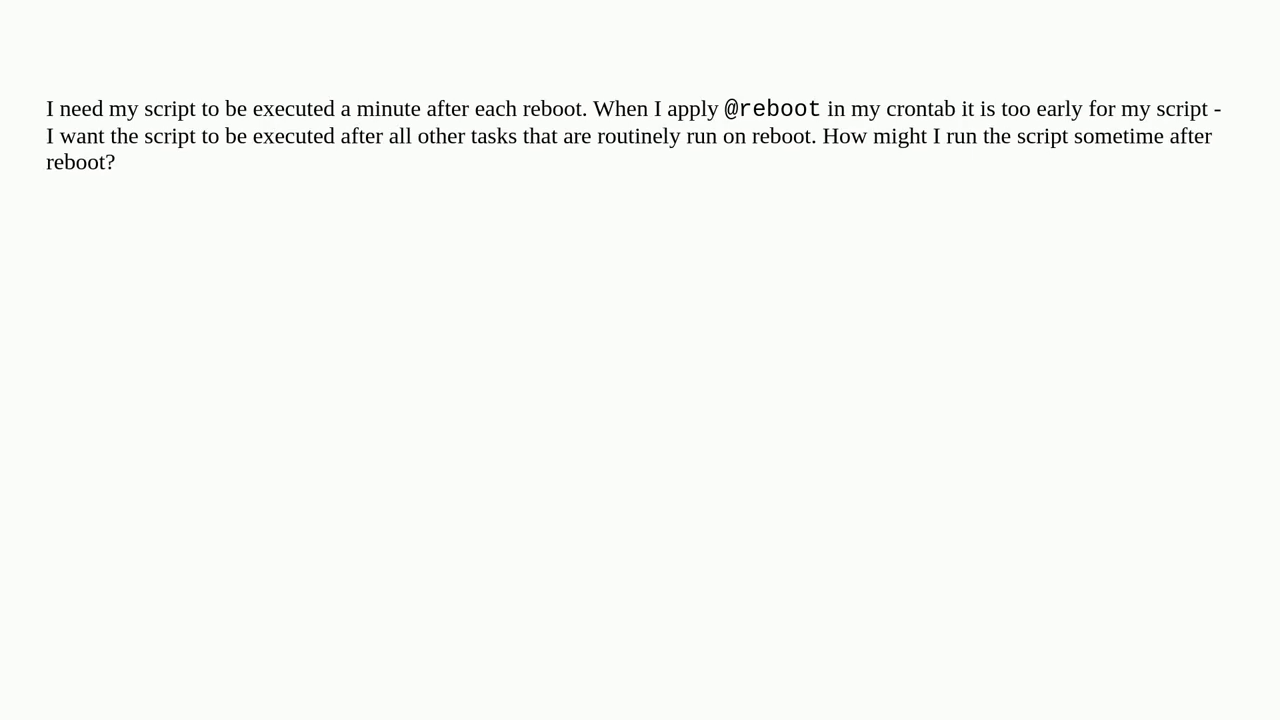 I need my script to be executed a minute after each reboot. When I apply @reboot in my crontab it is too early for my script -
I want the script to be executed after all other tasks that are routinely run on reboot. How might I run the script sometime after
reboot?